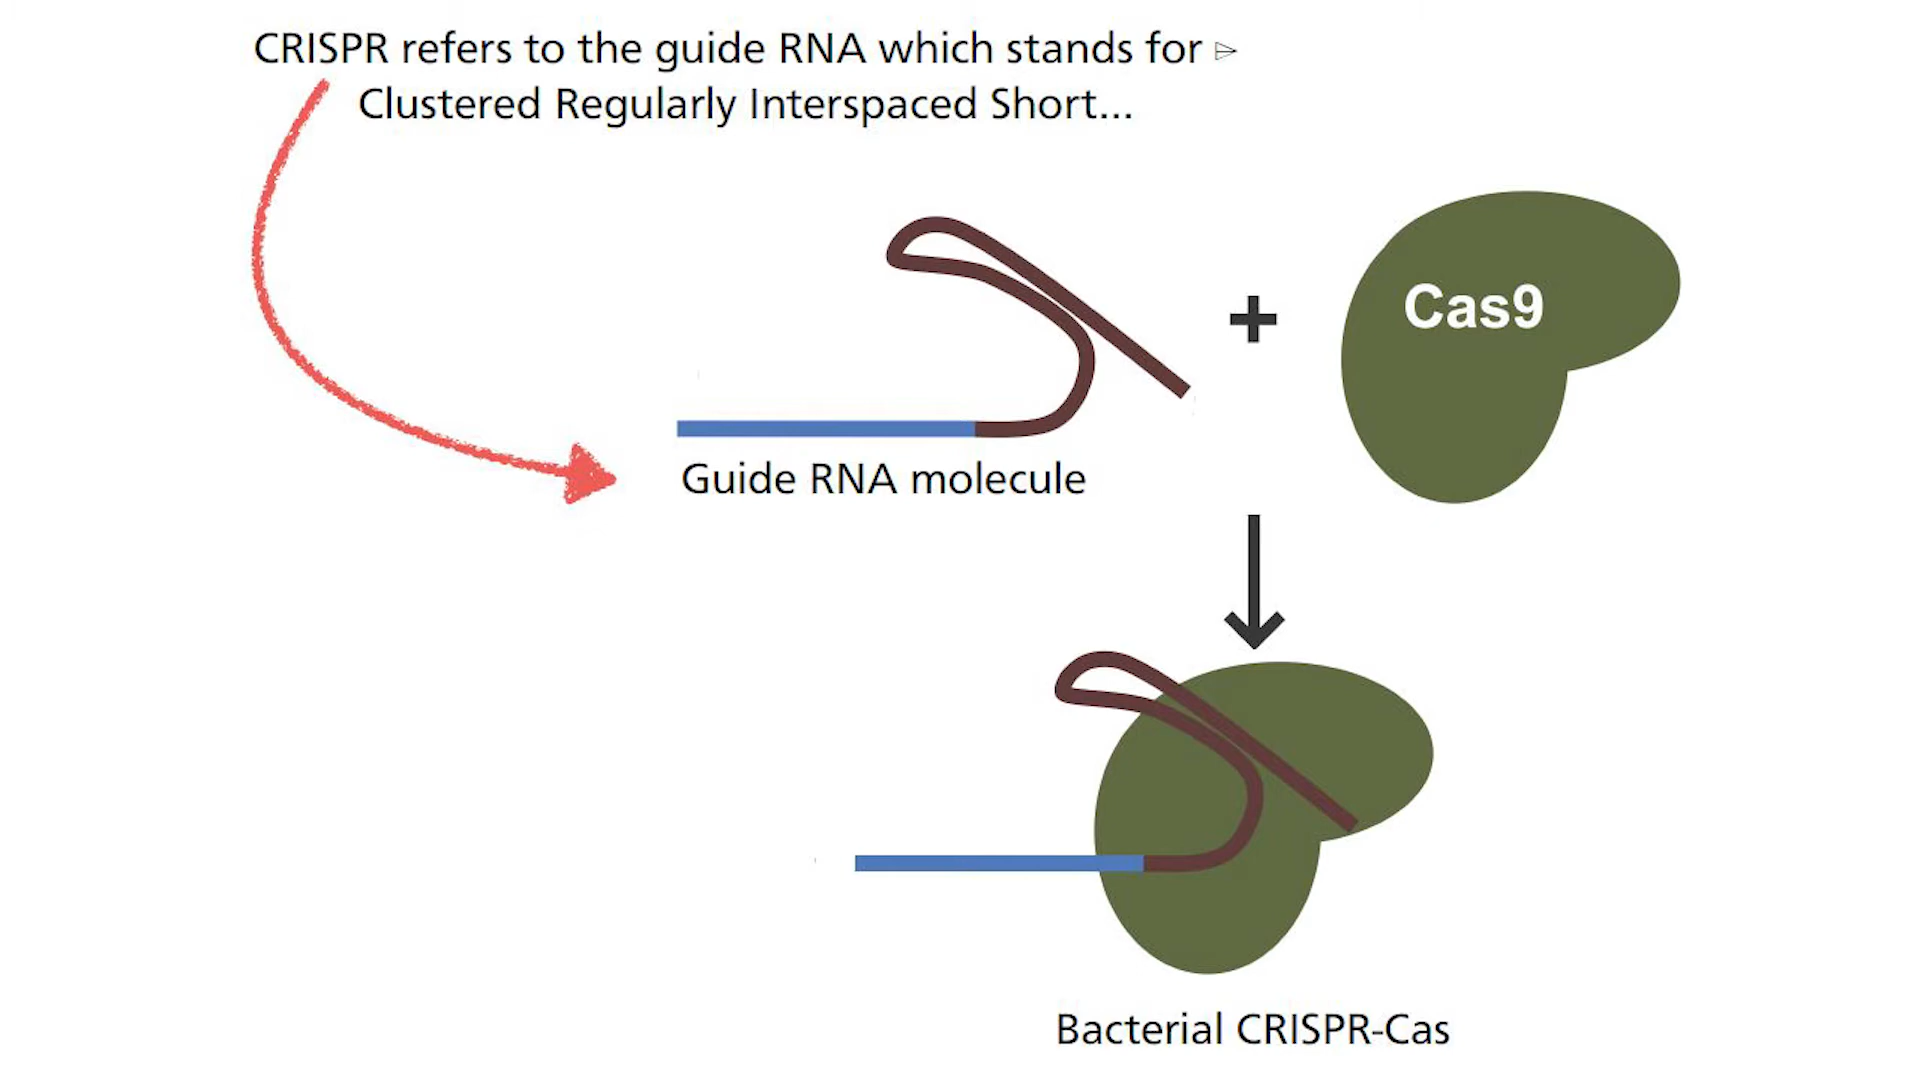 CRISPR refers to the guide RNA which stands for
Clustered Regularly Interspaced Short...
Cas9
+
Guide RNA molecule
Bacterial CRISPR-Cas